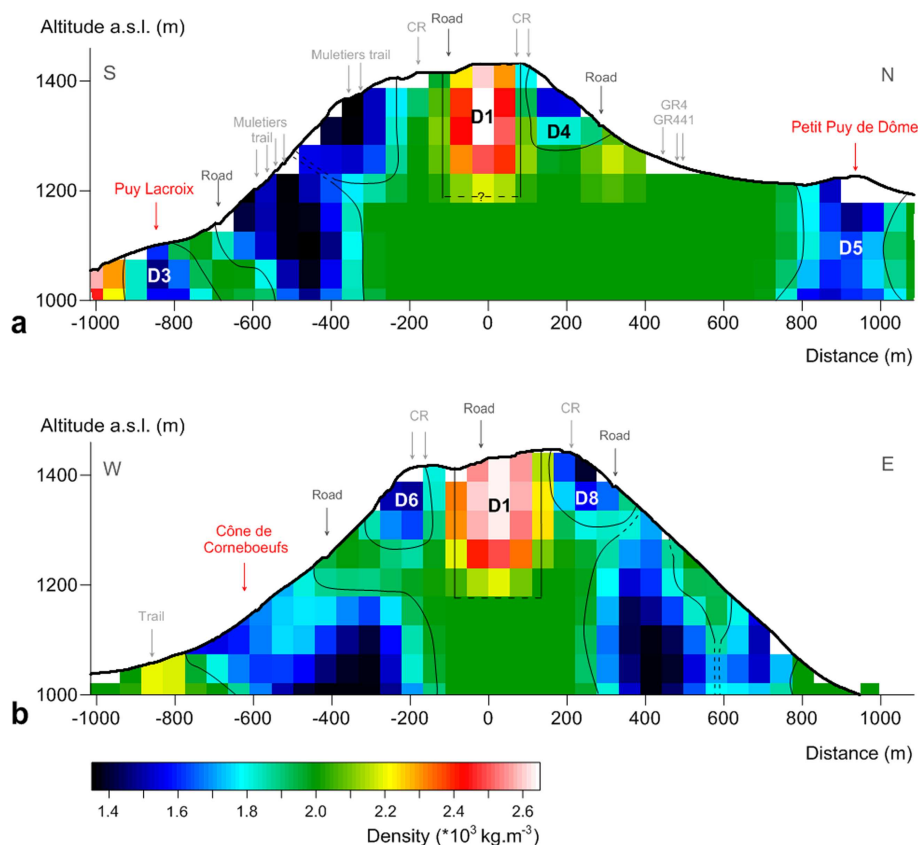 Altitude a.s.l. (m)
CR
Road
CR
S
Muletiers trail
N
1400
Road
D1
D4
GR4
GR441
Petit Puy de Dôme
Muletiers
trail
1200
Puy Lacroix
Road
?
D3
D5
1000
a
-1000 -800 -600 -400 -200 0 200 400 600 800 1000
Distance (m)
Altitude a.s.l. (m)
CR
Road
CR
W
Road
E
1400
Road
D6
D1
D8
Cône de
Corneboeufs
1200
Trail
1000
b
-1000 -800 -600 -400 -200 0 200 400 600 800 1000
Distance (m)
1.4 1.6 1.8 2.0 2.2 2.4 2.6
Density (*10³ kg.m⁻³)